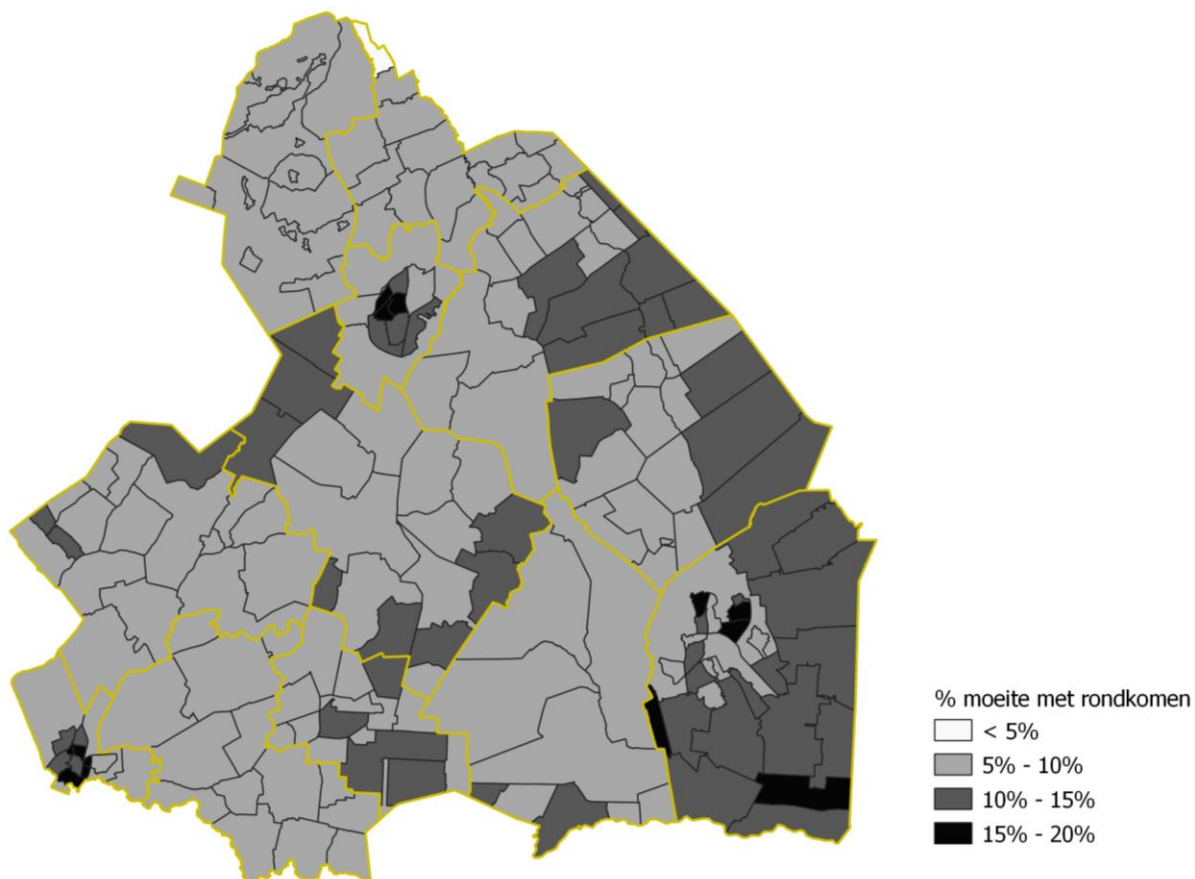 % moeite met rondkomen
< 5%
5% - 10%
10% - 15%
15% - 20%